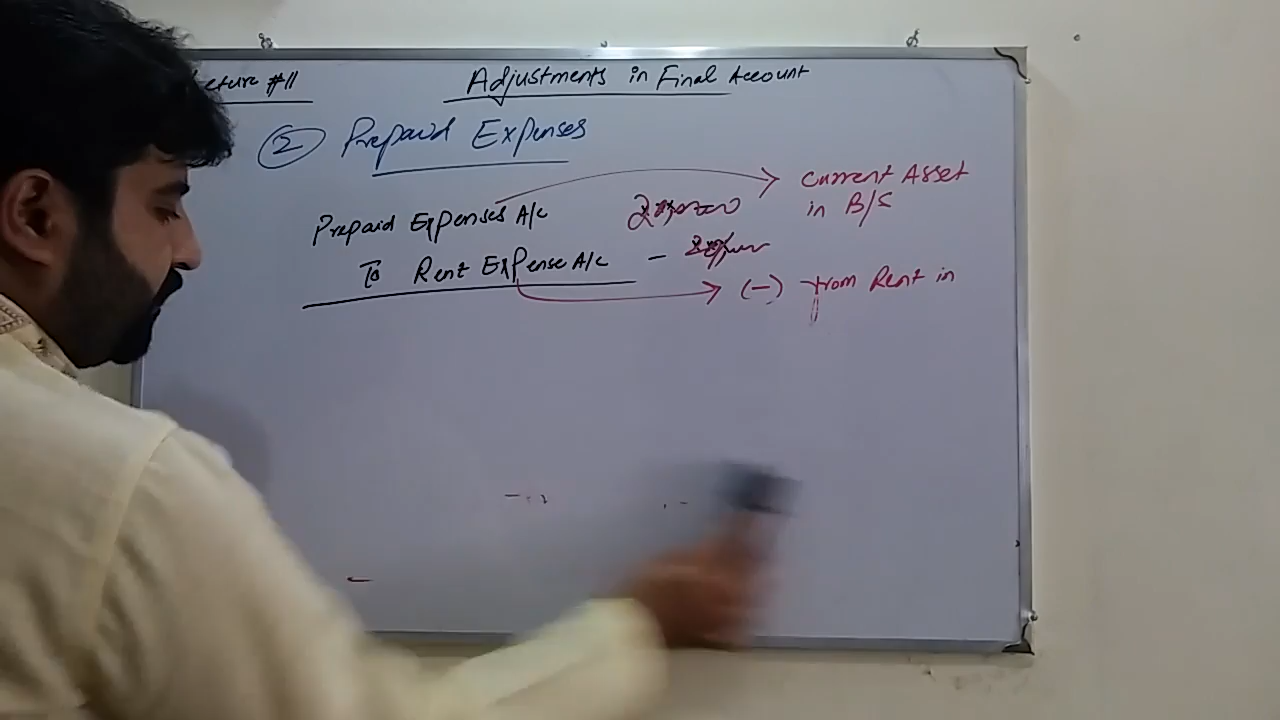 ecture #11
Adjustments in Final Account
② Prepaid Expenses
Prepaid Expenses A/c
To Rent Expense A/c —
Current Asset
in B/S
(-) from Rent in